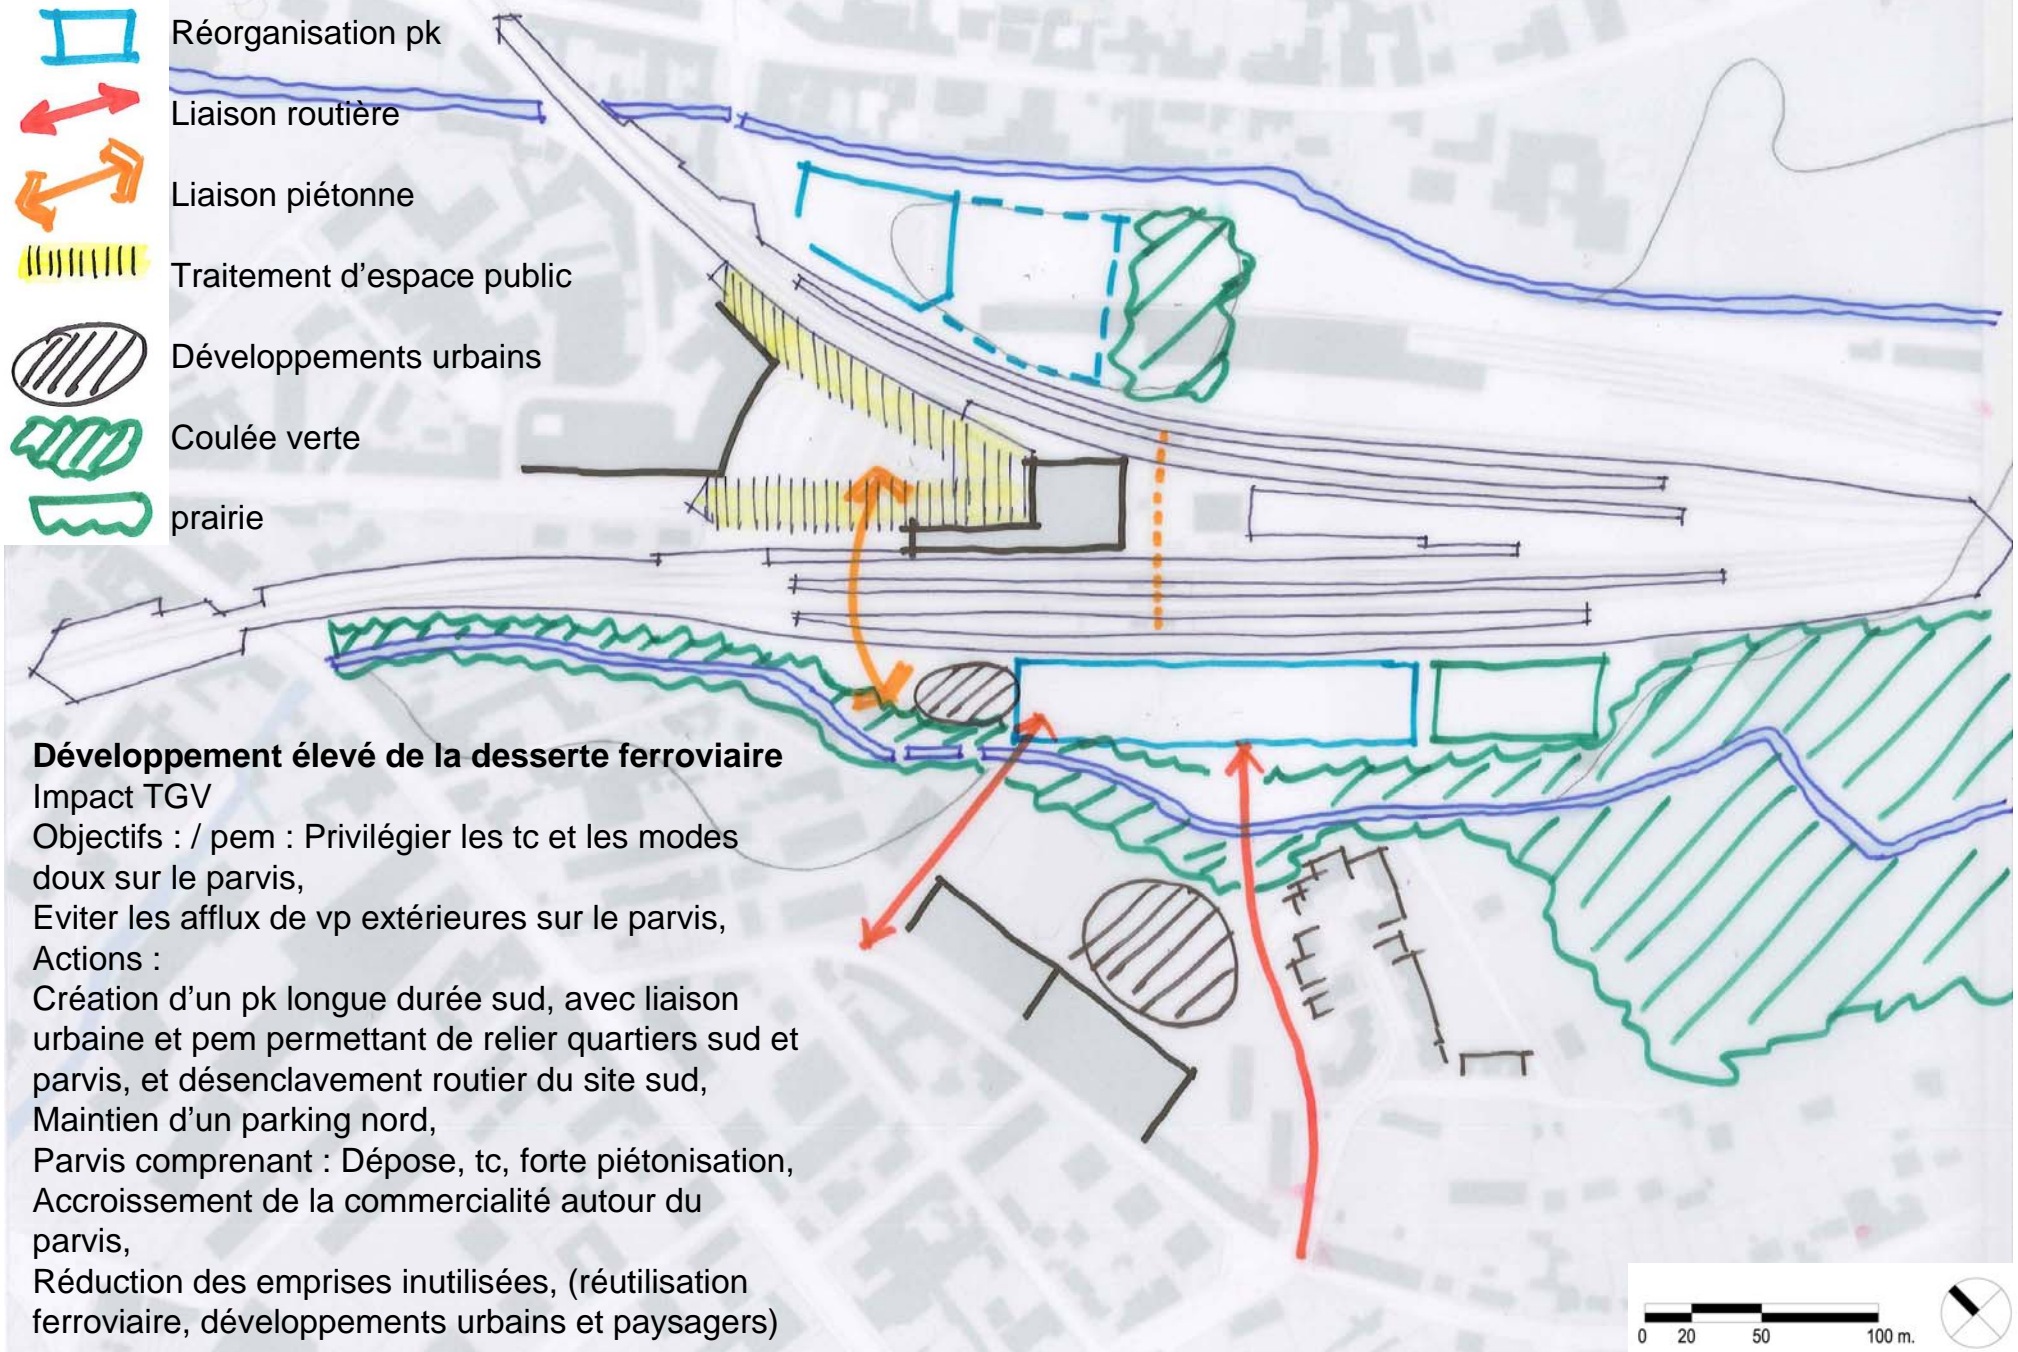 Réorganisation pk
Liaison routière
Liaison piétonne
Traitement d'espace public
Développements urbains
Coulée verte
prairie
Développement élevé de la desserte ferroviaire
Impact TGV
Objectifs : / pem : Privilégier les tc et les modes
doux sur le parvis,
Eviter les afflux de vp extérieures sur le parvis,
Actions :
Création d'un pk longue durée sud, avec liaison
urbaine et pem permettant de relier quartiers sud et
parvis, et désenclavement routier du site sud,
Maintien d'un parking nord,
Parvis comprenant : Dépose, tc, forte piétonisation,
Accroissement de la commercialité autour du
parvis,
Réduction des emprises inutilisées, (réutilisation
ferroviaire, développements urbains et paysagers)
0 20 50 100 m.